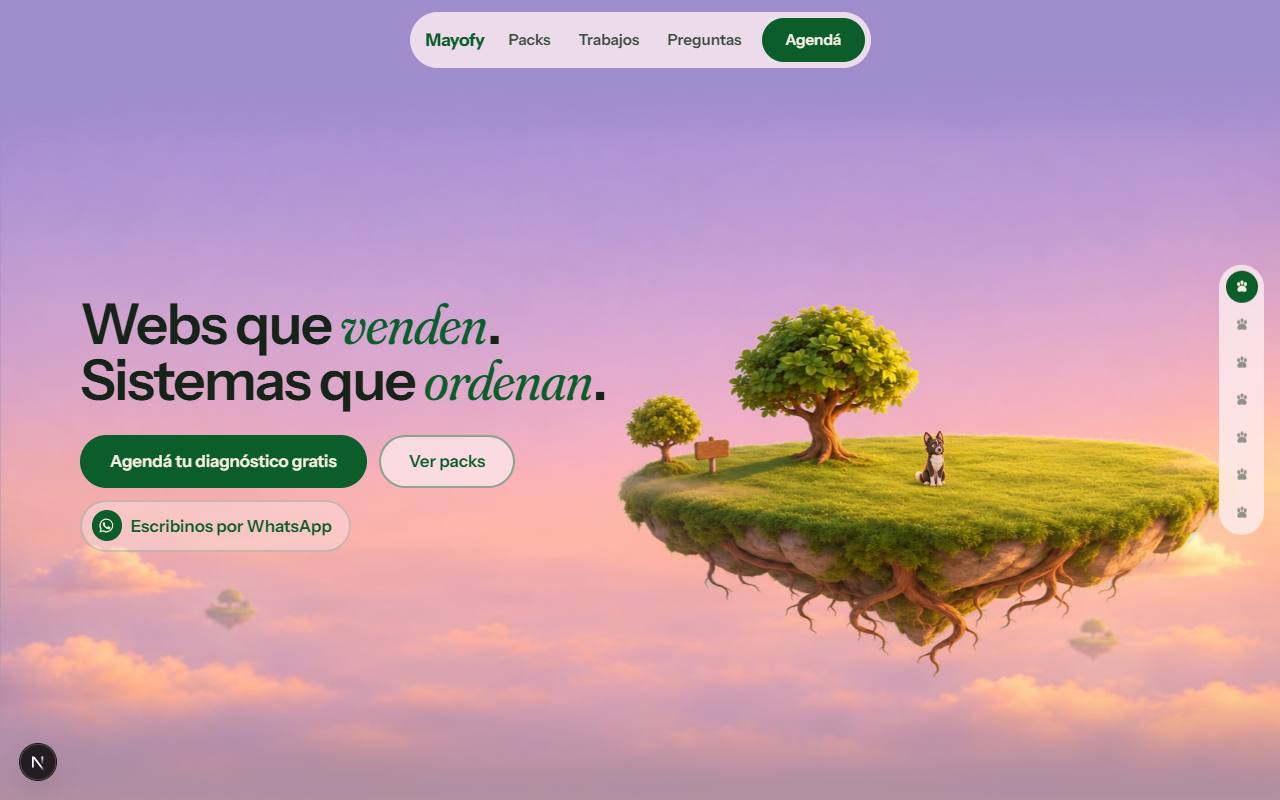 Mayofy
Packs
Trabajos
Preguntas
Agendá
Webs que venden.
Sistemas que ordenan.
Agendá tu diagnóstico gratis
Ver packs
Escribinos por WhatsApp
N